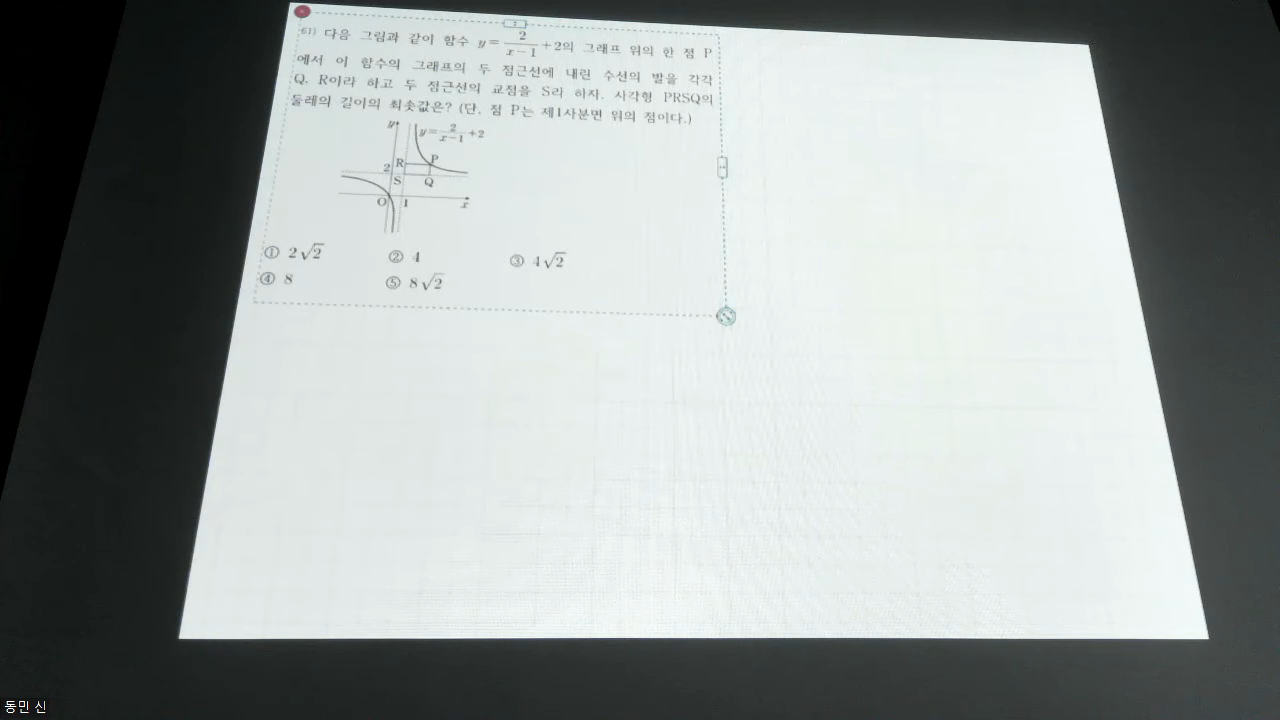 61) 다음 그림과 같이 함수 y=\frac{2}{x-1}+2의 그래프 위의 한 점 P
에서 이 함수의 그래프의 두 점근선에 내린 수선의 발을 각각
Q, R이라 하고 두 점근선의 교점을 S라 하자. 사각형 PRSQ의
둘레의 길이의 최솟값은? (단, 점 P는 제1사분면 위의 점이다.)
y
y=\frac{2}{x-1}+2
R P
2
S Q
O 1 x
① 2√2 ② 4 ③ 4√2
④ 8 ⑤ 8√2
동민 신